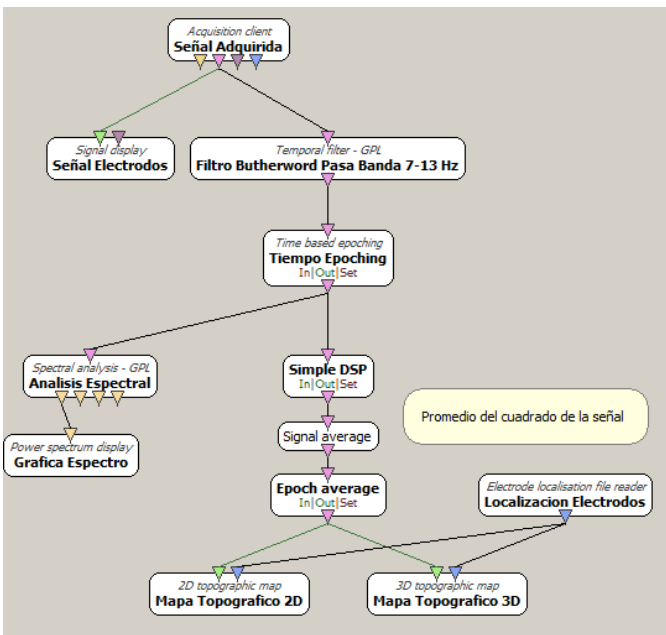 Acquisition client
Señal Adquirida
Signal display
Señal Electrodos
Temporal filter - GPL
Filtro Butherword Pasa Banda 7-13 Hz
Time based epoching
Tiempo Epoching
In|Out|Set
Spectral analysis - GPL
Analisis Espectral
Simple DSP
In|Out|Set
Promedio del cuadrado de la señal
Signal average
Power spectrum display
Grafica Espectro
Epoch average
In|Out|Set
Electrode localisation file reader
Localizacion Electrodos
2D topographic map
Mapa Topografico 2D
3D topographic map
Mapa Topografico 3D